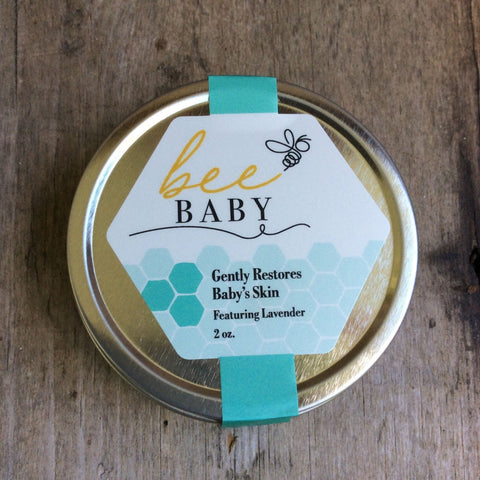 bee
BABY
Gently Restores
Baby's Skin
Featuring Lavender
2 oz.